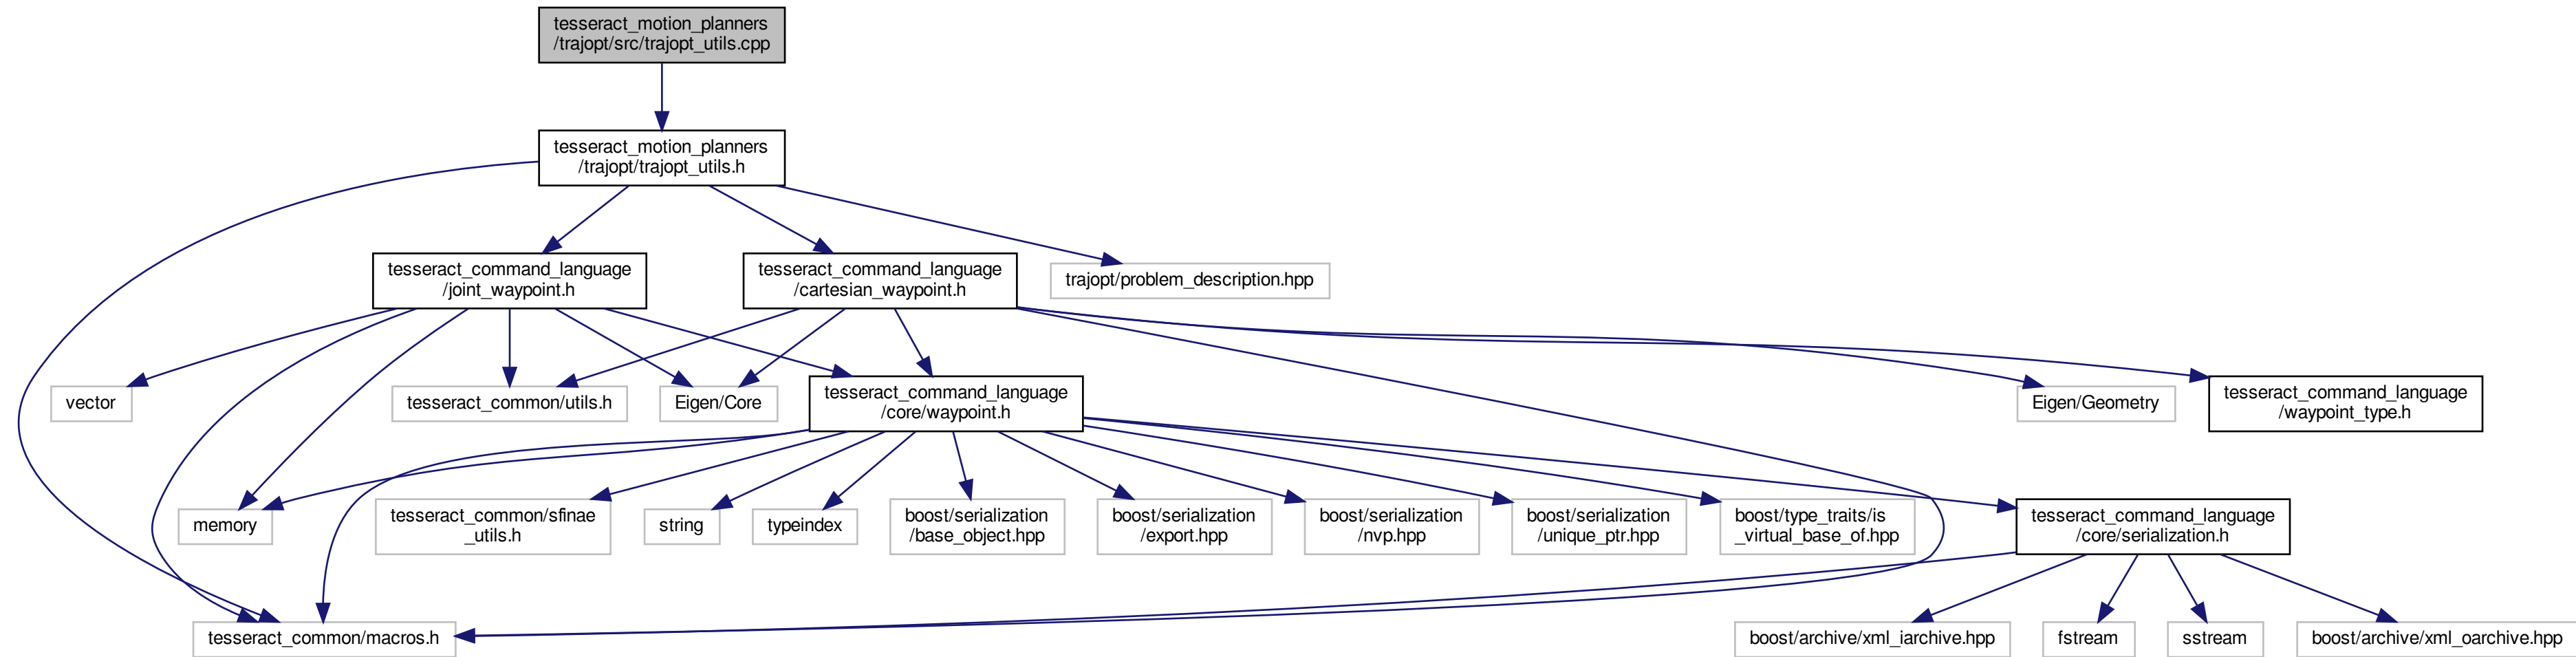 tesseract_motion_planners
/trajopt/src/trajopt_utils.cpp
tesseract_motion_planners
/trajopt/trajopt_utils.h
tesseract_command_language
/joint_waypoint.h
tesseract_command_language
/cartesian_waypoint.h
trajopt/problem_description.hpp
vector
tesseract_common/utils.h
Eigen/Core
tesseract_command_language
/core/waypoint.h
Eigen/Geometry
tesseract_command_language
/waypoint_type.h
memory
tesseract_common/sfinae
_utils.h
string
typeindex
boost/serialization
/base_object.hpp
boost/serialization
/export.hpp
boost/serialization
/nvp.hpp
boost/serialization
/unique_ptr.hpp
boost/type_traits/is
_virtual_base_of.hpp
tesseract_command_language
/core/serialization.h
tesseract_common/macros.h
boost/archive/xml_iarchive.hpp
fstream
sstream
boost/archive/xml_oarchive.hpp